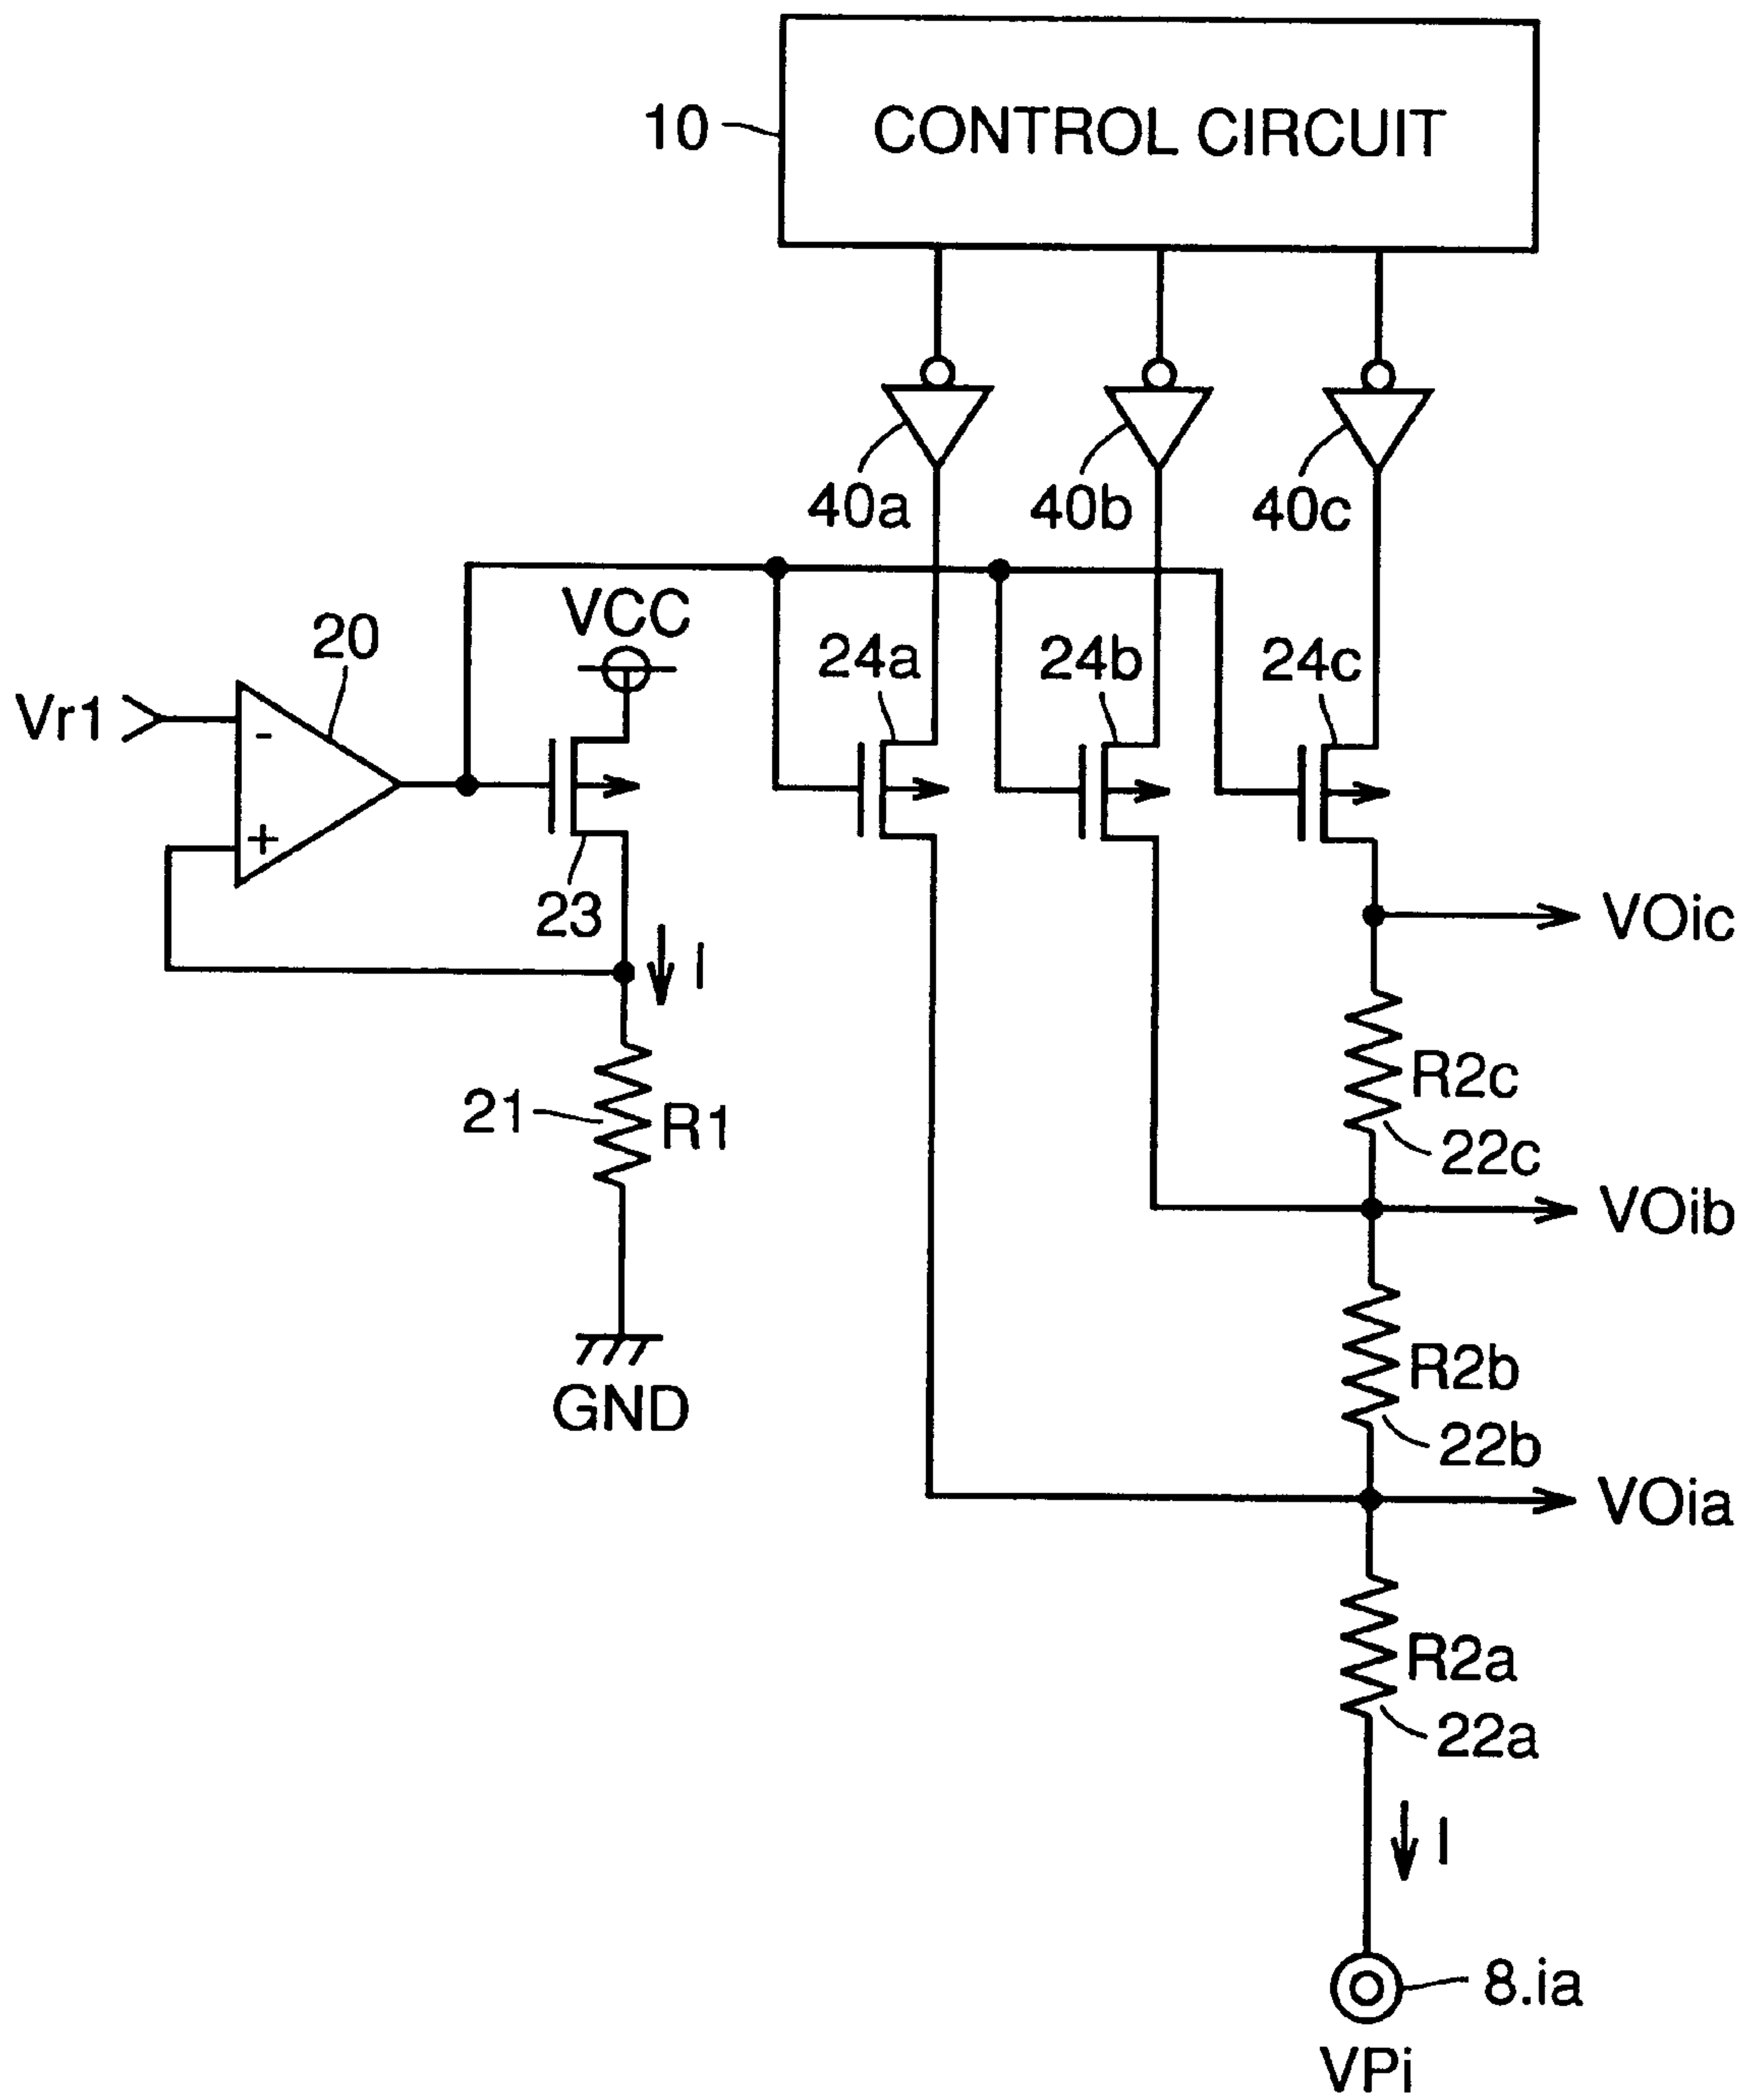 10
CONTROL CIRCUIT
40a
40b
40c
VCC
20
24a
24b
24c
Vr1
-
+
23
I
VOic
R2c
21
R1
22c
VOib
R2b
GND
22b
VOia
R2a
22a
I
8.ia
VPi